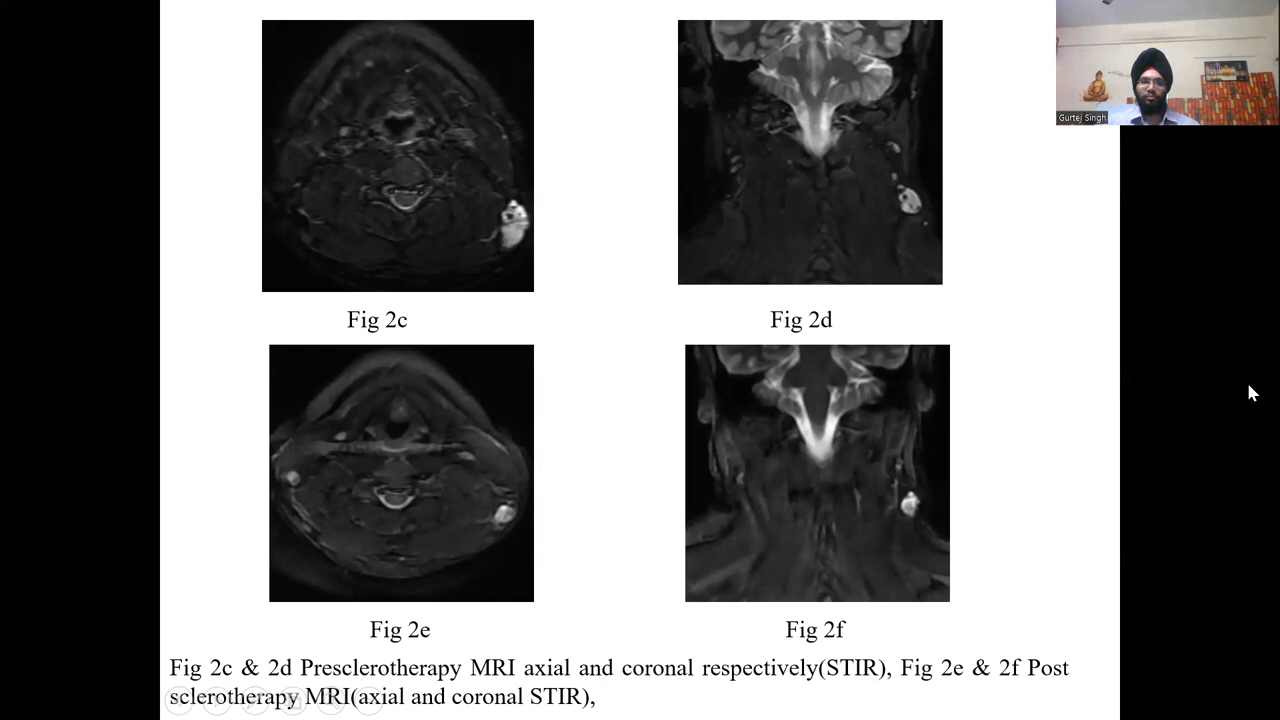 Gurtej Singh
Fig 2c
Fig 2d
Fig 2e
Fig 2f
Fig 2c & 2d Presclerotherapy MRI axial and coronal respectively(STIR), Fig 2e & 2f Post
sclerotherapy MRI(axial and coronal STIR),